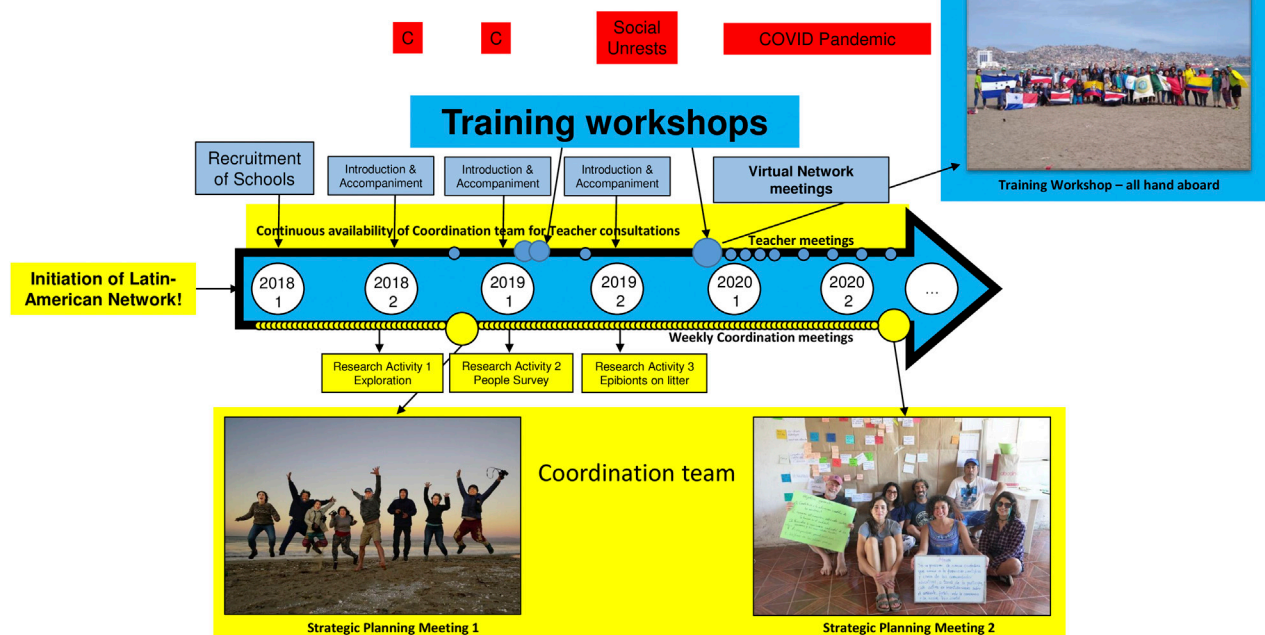 C
C
Social
Unrests
COVID Pandemic
Training workshops
Recruitment
of Schools
Introduction &
Accompaniment
Introduction &
Accompaniment
Introduction &
Accompaniment
Virtual Network
meetings
Training Workshop – all hand aboard
Continuous availability of Coordination team for Teacher consultations
Teacher meetings
Initiation of Latin-
American Network!
2018
1
2018
2
2019
1
2019
2
2020
1
2020
2
...
Weekly Coordination meetings
Research Activity 1
Exploration
Research Activity 2
People Survey
Research Activity 3
Epibionts on litter
Coordination team
Strategic Planning Meeting 1
Strategic Planning Meeting 2